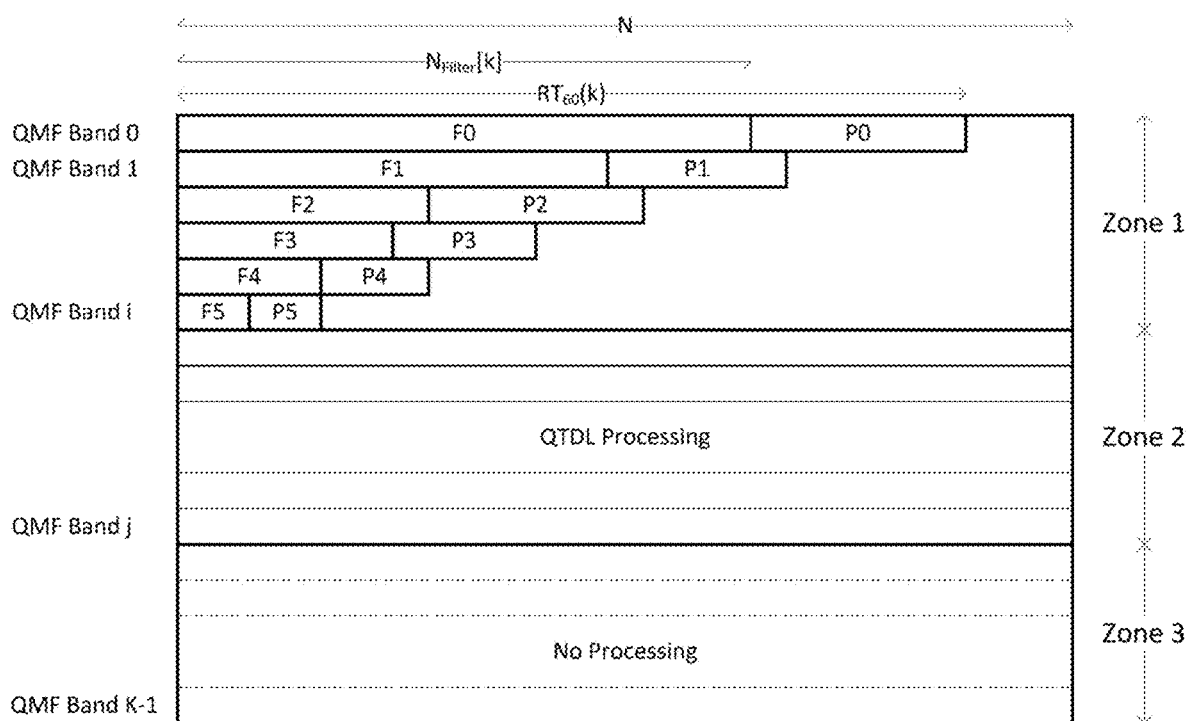 N
N_Filter[k]
RT_60(k)
QMF Band 0 F0 P0
QMF Band 1 F1 P1
F2 P2
Zone 1
F3 P3
F4 P4
QMF Band i F5 P5
QTDL Processing Zone 2
QMF Band j
No Processing Zone 3
QMF Band K-1